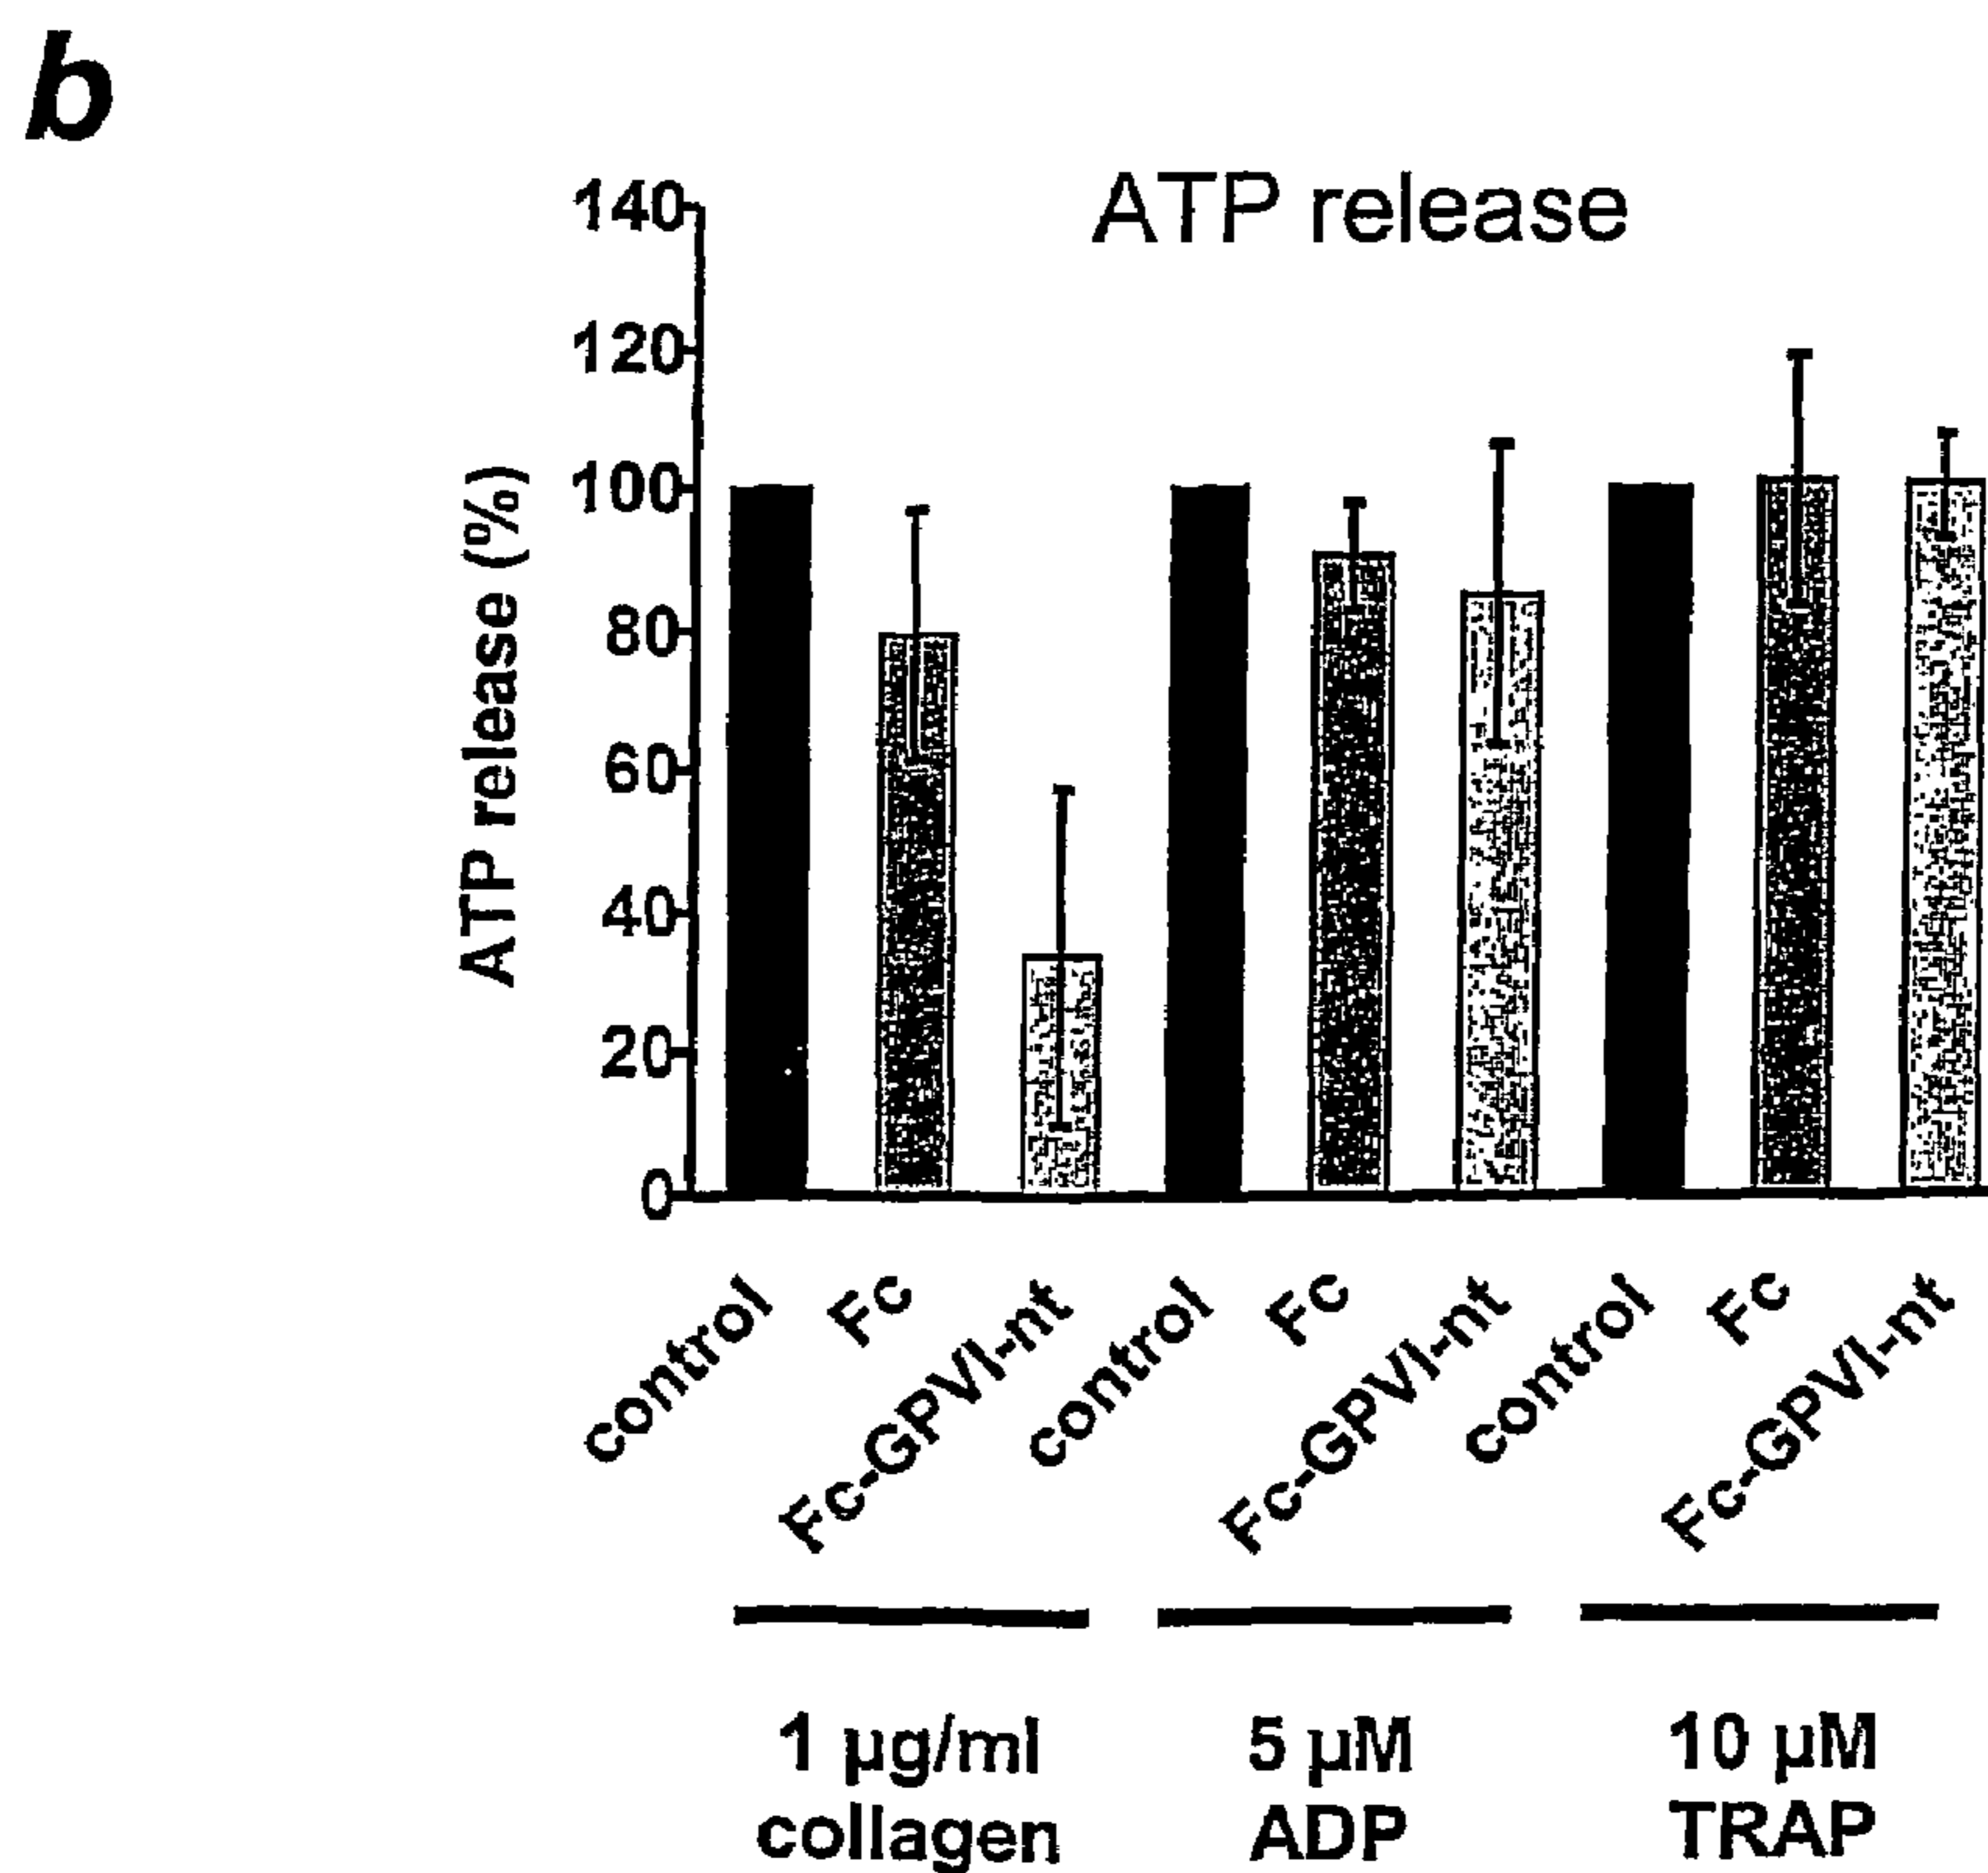 b
ATP release
140
120
100
80
60
40
20
0
ATP release (%)
control
Fc
Fc-GPVI-nt
control
Fc
Fc-GPVI-nt
control
Fc
Fc-GPVI-nt
1 µg/ml
collagen
5 µM
ADP
10 µM
TRAP